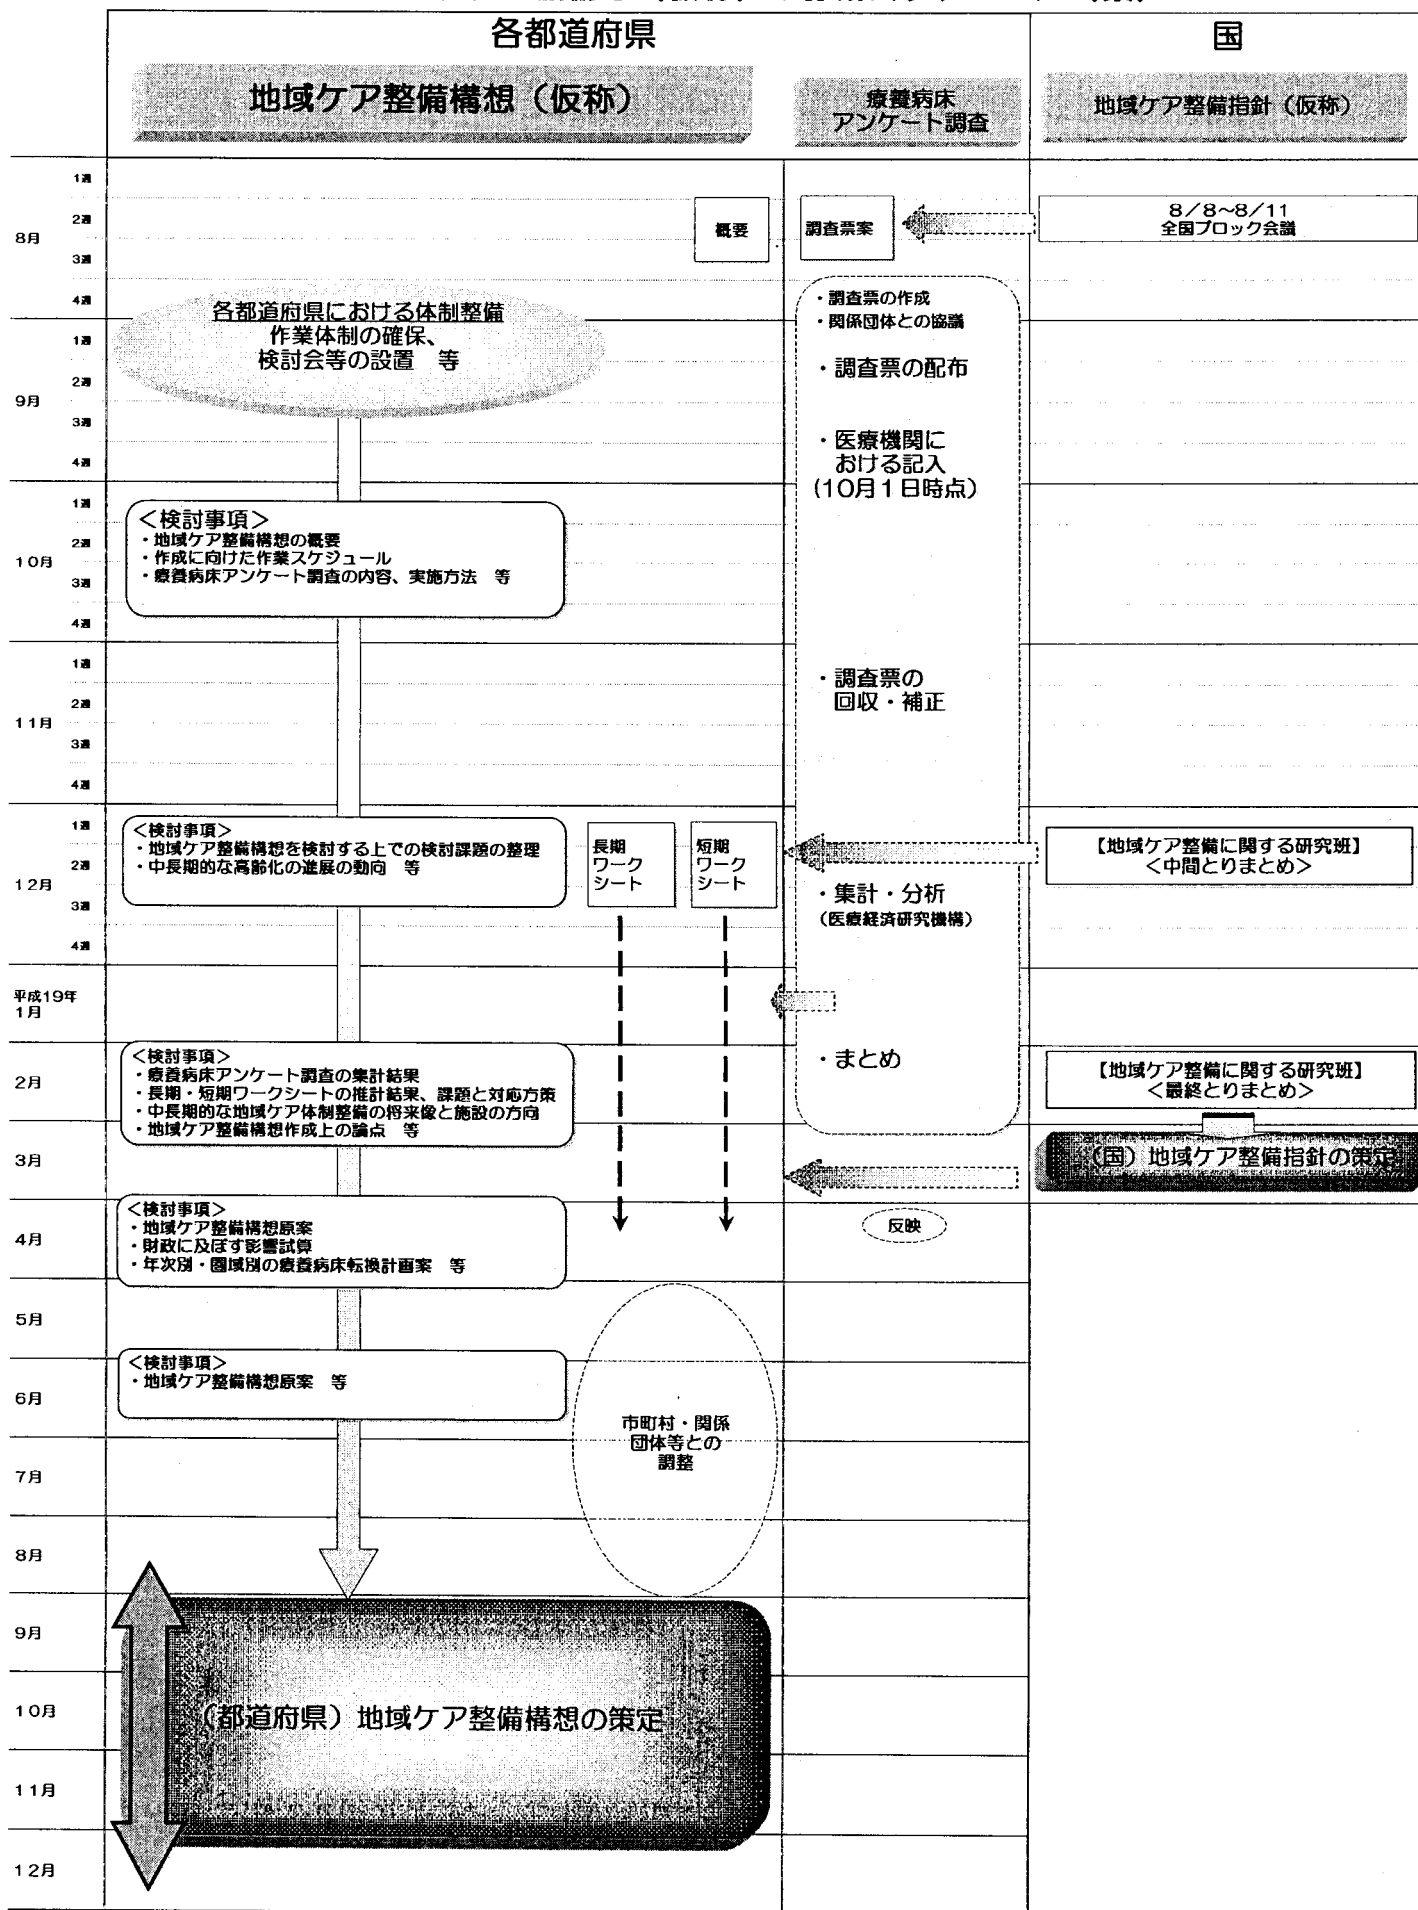 各都道府県
国
地域ケア整備構想（仮称）
療養病床
アンケート調査
地域ケア整備指針（仮称）
8月
1週
2週
3週
4週
概要
調査票案
8／8～8／11
全国ブロック会議
各都道府県における体制整備
作業体制の確保、
検討会等の設置　等
・調査票の作成
・関係団体との協議
・調査票の配布
9月
1週
2週
3週
4週
・医療機関に
おける記入
（10月1日時点）
10月
1週
2週
3週
4週
＜検討事項＞
・地域ケア整備構想の概要
・作成に向けた作業スケジュール
・療養病床アンケート調査の内容、実施方法　等
11月
1週
2週
3週
4週
・調査票の
回収・補正
12月
1週
2週
3週
4週
＜検討事項＞
・地域ケア整備構想を検討する上での検討課題の整理
・中長期的な高齢化の進展の動向　等
長期
ワーク
シート
短期
ワーク
シート
・集計・分析
（医療経済研究機構）
【地域ケア整備に関する研究班】
＜中間とりまとめ＞
平成19年
1月
2月
＜検討事項＞
・療養病床アンケート調査の集計結果
・長期・短期ワークシートの推計結果、課題と対応方策
・中長期的な地域ケア体制整備の将来像と施設の方向
・地域ケア整備構想作成上の論点　等
・まとめ
【地域ケア整備に関する研究班】
＜最終とりまとめ＞
3月
（国）地域ケア整備指針の策定
4月
＜検討事項＞
・地域ケア整備構想原案
・財政に及ぼす影響試算
・年次別・圏域別の療養病床転換計画案　等
反映
5月
6月
＜検討事項＞
・地域ケア整備構想原案　等
市町村・関係
団体等との
調整
7月
8月
9月
10月
（都道府県）地域ケア整備構想の策定
11月
12月